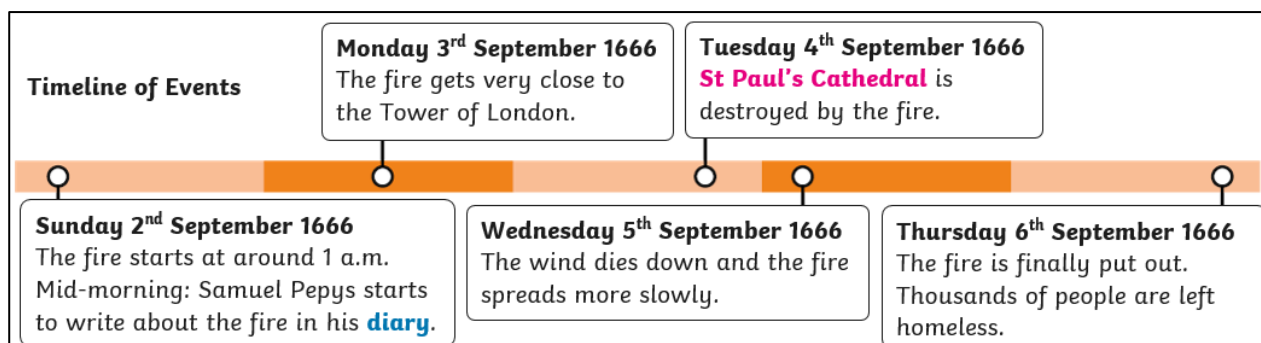 Timeline of Events
Sunday 2nd September 1666
The fire starts at around 1 a.m.
Mid-morning: Samuel Pepys starts
to write about the fire in his diary.
Monday 3rd September 1666
The fire gets very close to
the Tower of London.
Tuesday 4th September 1666
St Paul's Cathedral is
destroyed by the fire.
Wednesday 5th September 1666
The wind dies down and the fire
spreads more slowly.
Thursday 6th September 1666
The fire is finally put out.
Thousands of people are left
homeless.